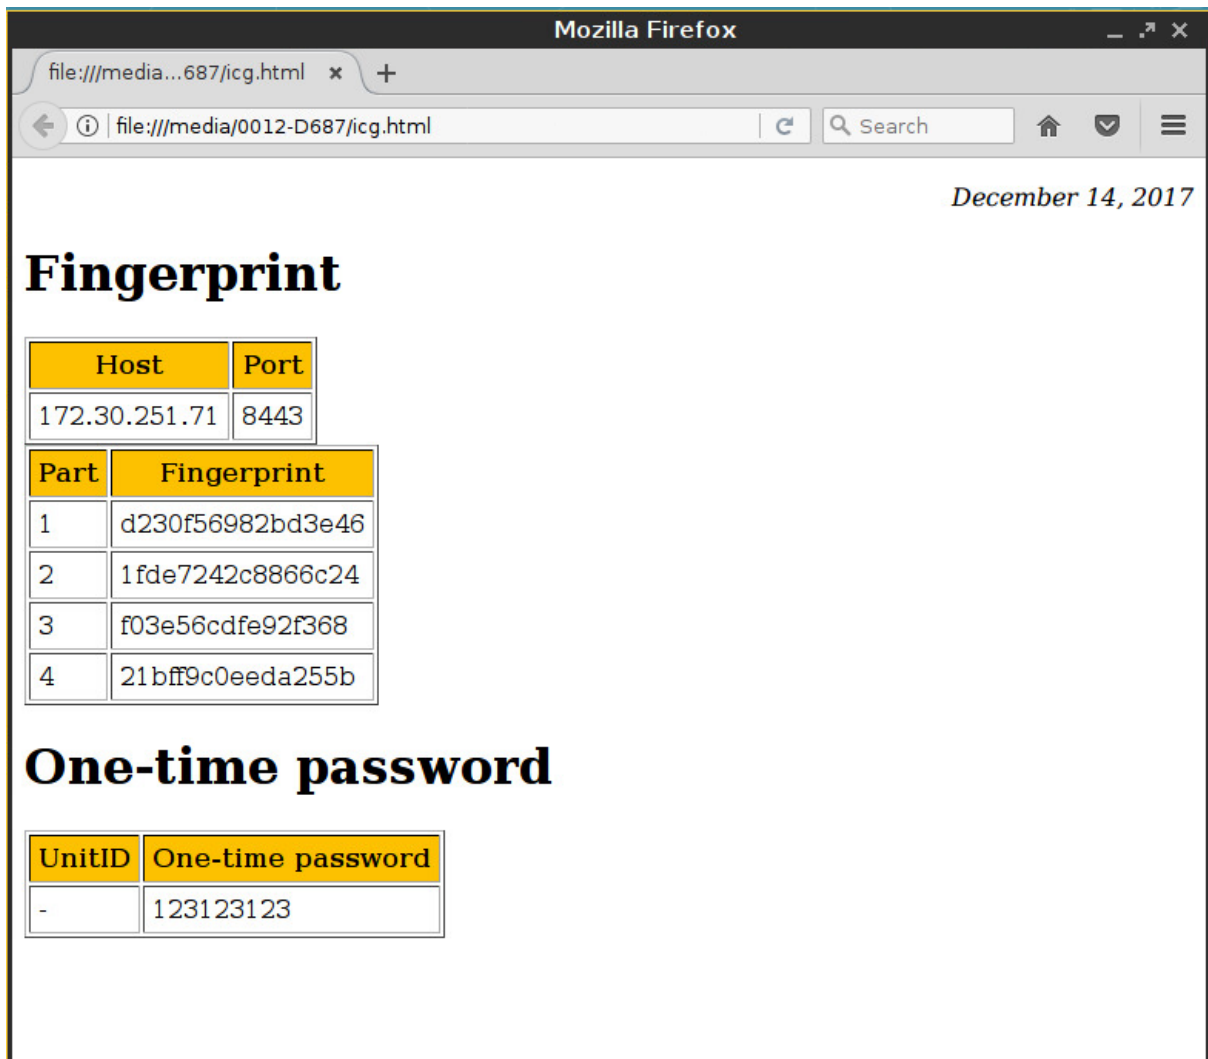 Mozilla Firefox
file:///media...687/icg.html
file:///media/0012-D687/icg.html Search
December 14, 2017
Fingerprint
Host Port
172.30.251.71 8443
Part Fingerprint
1 d230f56982bd3e46
2 1fde7242c8866c24
3 f03e56cdfe92f368
4 21bff9c0eeda255b
One-time password
UnitID One-time password
- 123123123